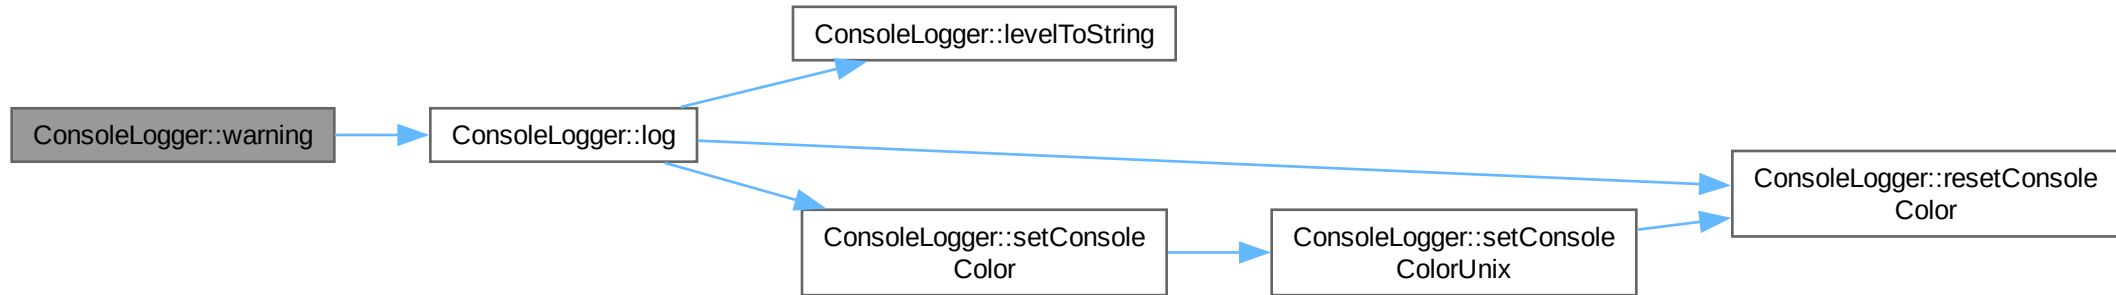 ConsoleLogger::levelToString
ConsoleLogger::warning
ConsoleLogger::log
ConsoleLogger::resetConsole
Color
ConsoleLogger::setConsole
Color
ConsoleLogger::setConsole
ColorUnix